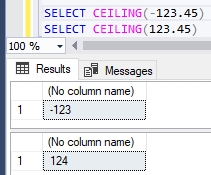 SELECT CEILING(-123.45)
SELECT CEILING(123.45)
100 %
Results Messages
(No column name)
1 -123
(No column name)
1 124